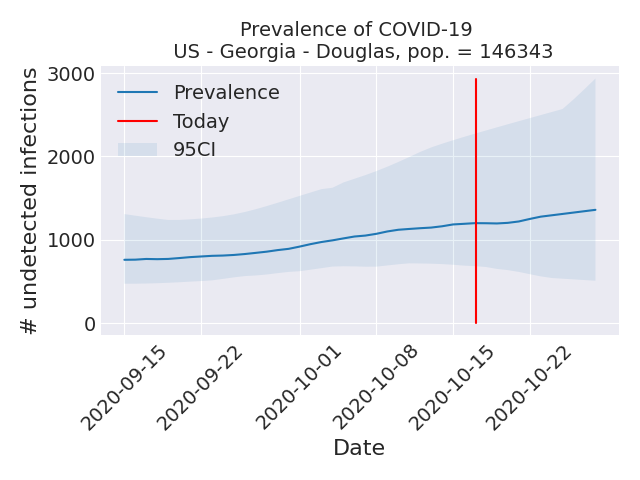 Prevalence of COVID-19
US - Georgia - Douglas, pop. = 146343
# undetected infections
3000
2000
1000
0
Prevalence
Today
95CI
2020-09-15
2020-09-22
2020-10-01
2020-10-08
2020-10-15
2020-10-22
Date